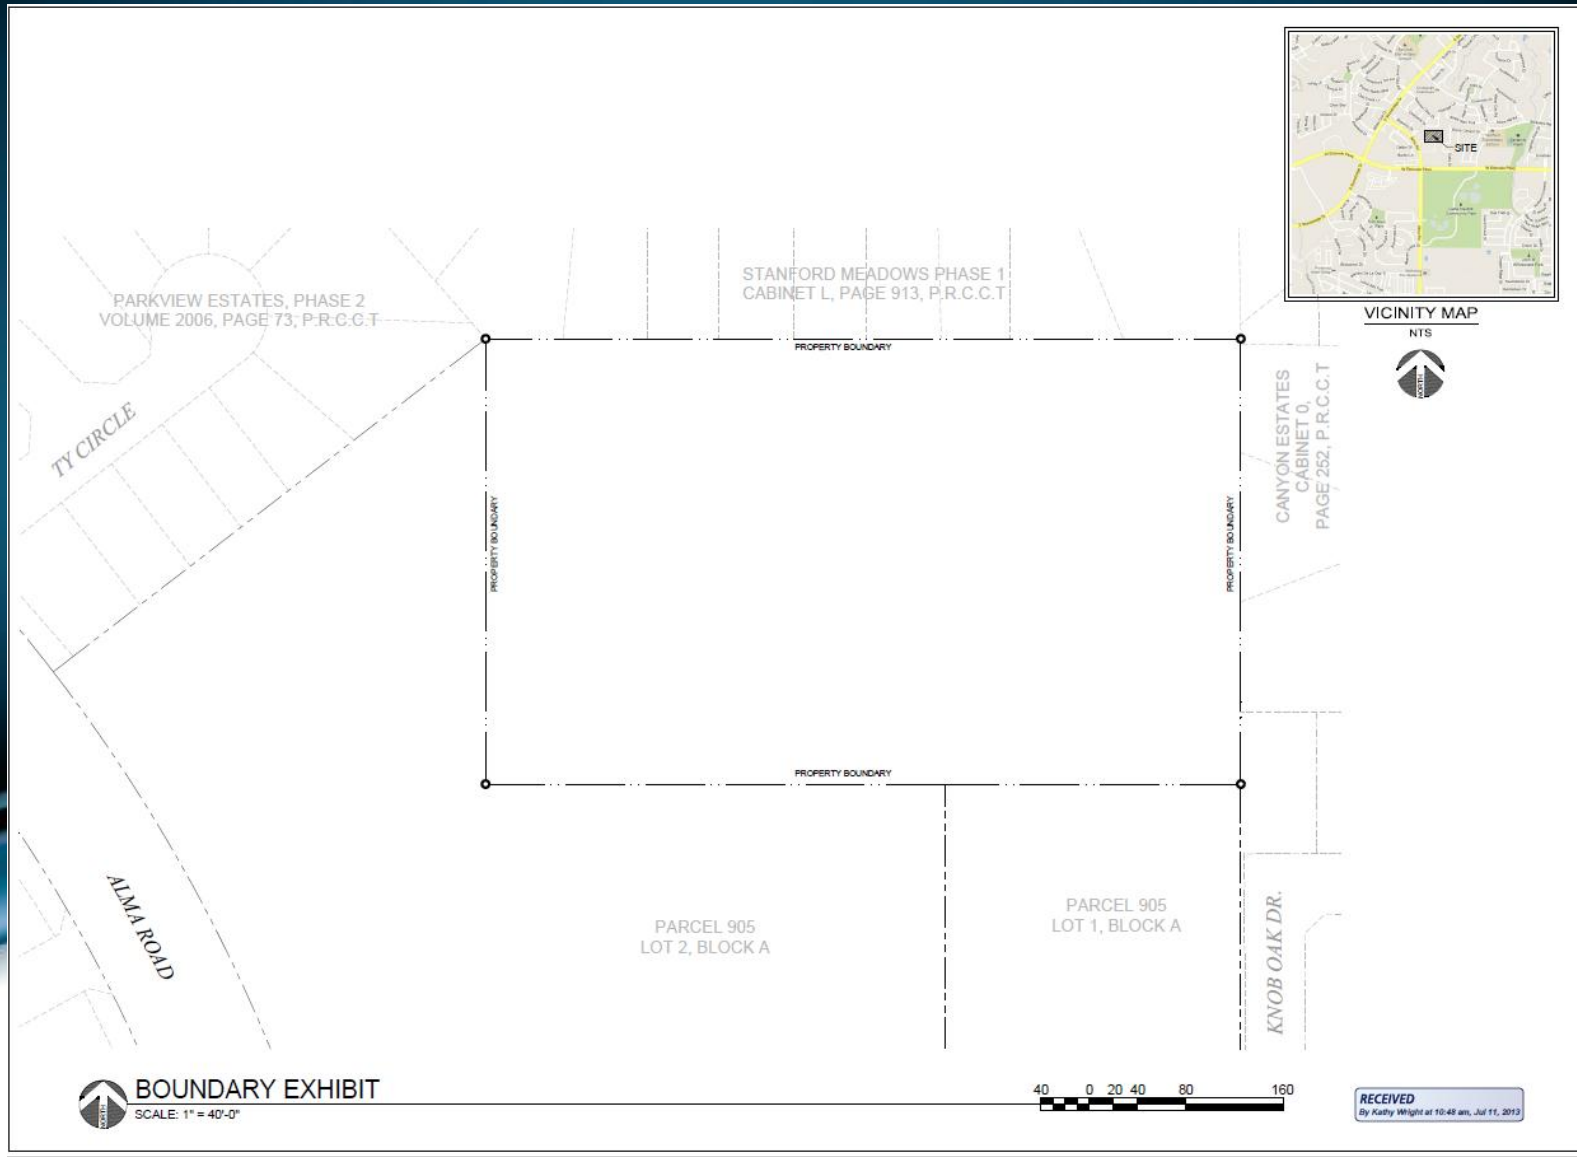 SITE
VICINITY MAP
NTS
NORTH
STANFORD MEADOWS PHASE 1
CABINET L, PAGE 913, P.R.C.C.T
PARKVIEW ESTATES, PHASE 2
VOLUME 2006, PAGE 73, P.R.C.C.T
PROPERTY BOUNDARY
TY CIRCLE
CANYON ESTATES
CABINET 0,
PAGE 252, P.R.C.C.T
PROPERTY BOUNDARY
PROPERTY BOUNDARY
PROPERTY BOUNDARY
ALMA ROAD
PARCEL 905
LOT 2, BLOCK A
PARCEL 905
LOT 1, BLOCK A
KNOB OAK DR.
NORTH
BOUNDARY EXHIBIT
SCALE: 1" = 40'-0"
40 0 20 40 80 160
RECEIVED
By Kathy Wright at 10:48 am, Jul 11, 2013